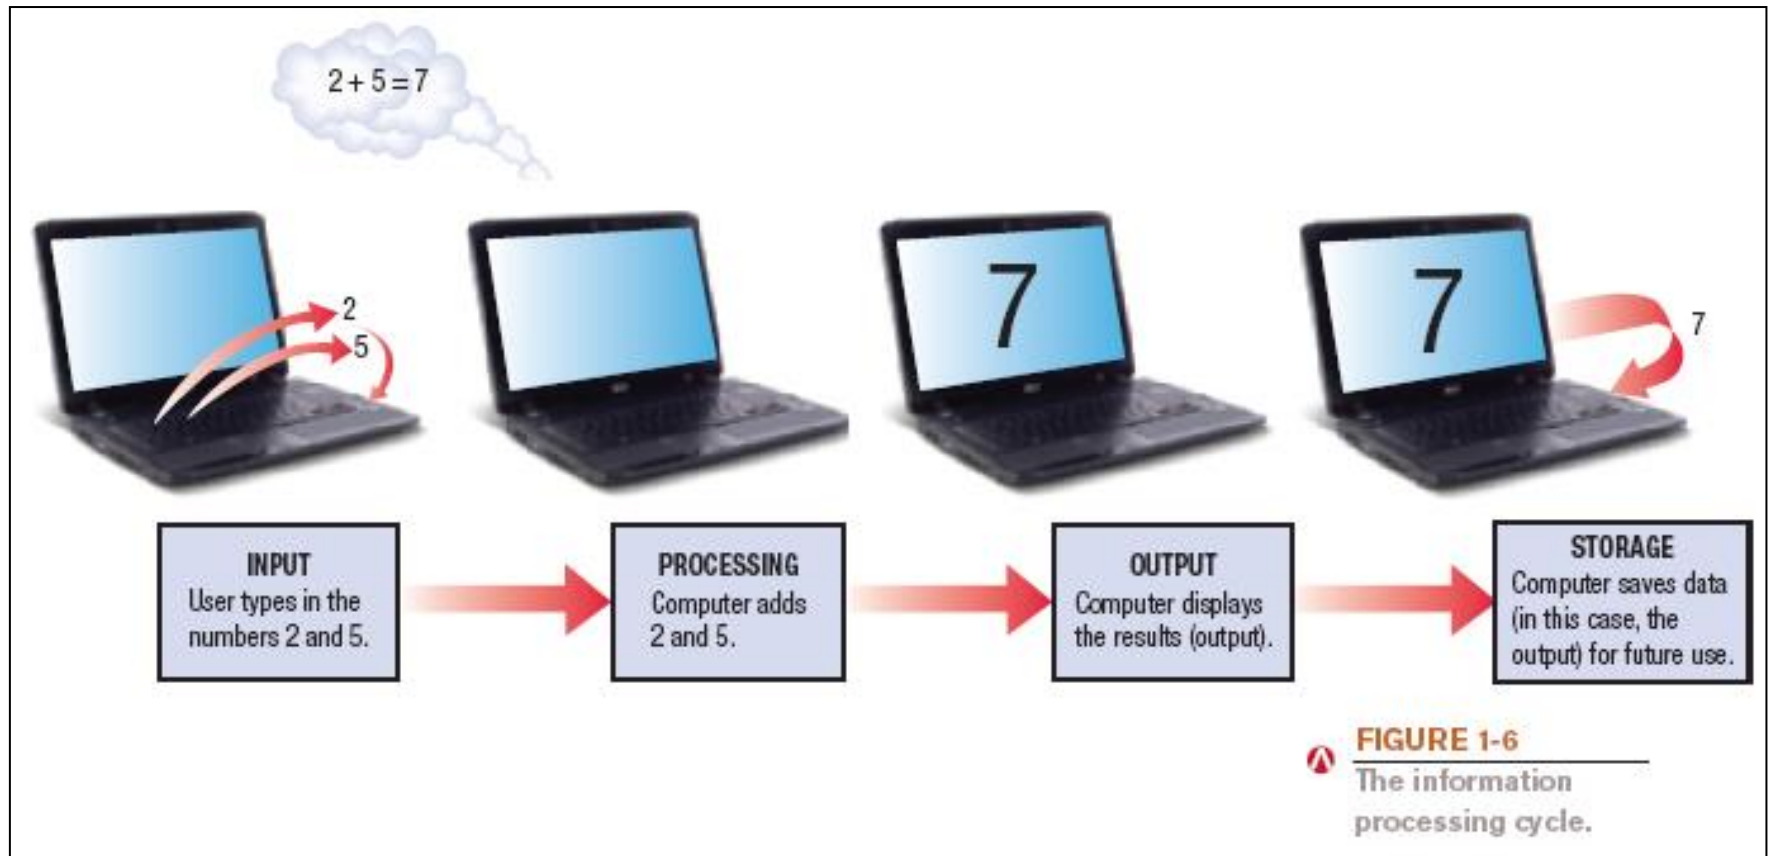 2 + 5 = 7
2
5
7
7
7
INPUT
User types in the
numbers 2 and 5.
PROCESSING
Computer adds
2 and 5.
OUTPUT
Computer displays
the results (output).
STORAGE
Computer saves data
(in this case, the
output) for future use.
FIGURE 1-6
The information
processing cycle.